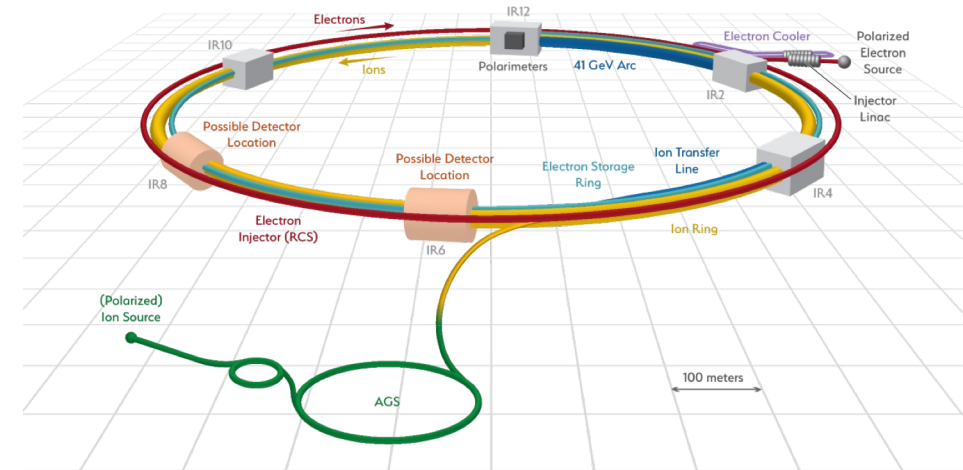 IR12
Electrons
Ions
IR10
Polarimeters
41 GeV Arc
Electron Cooler
Polarized
Electron
Source
IR2
Injector
Linac
Possible Detector
Location
IR8
Possible Detector
Location
Electron Storage
Ring
Ion Transfer
Line
IR4
Electron
Injector (RCS)
IR6
Ion Ring
(Polarized)
Ion Source
AGS
100 meters